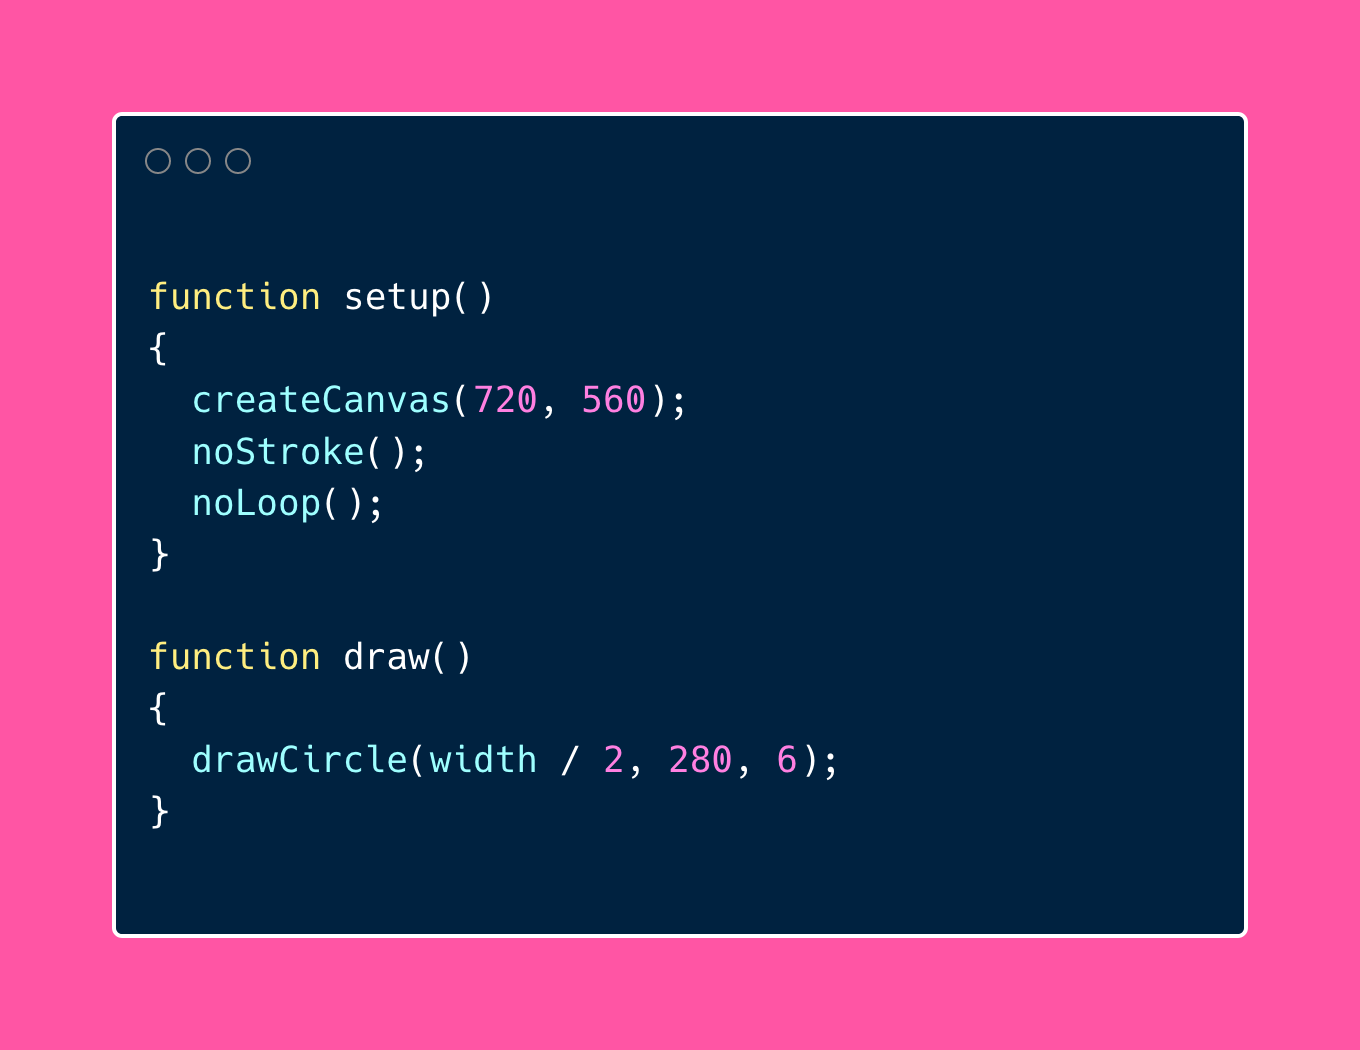 function setup()
{
  createCanvas(720, 560);
  noStroke();
  noLoop();
}

function draw()
{
  drawCircle(width / 2, 280, 6);
}